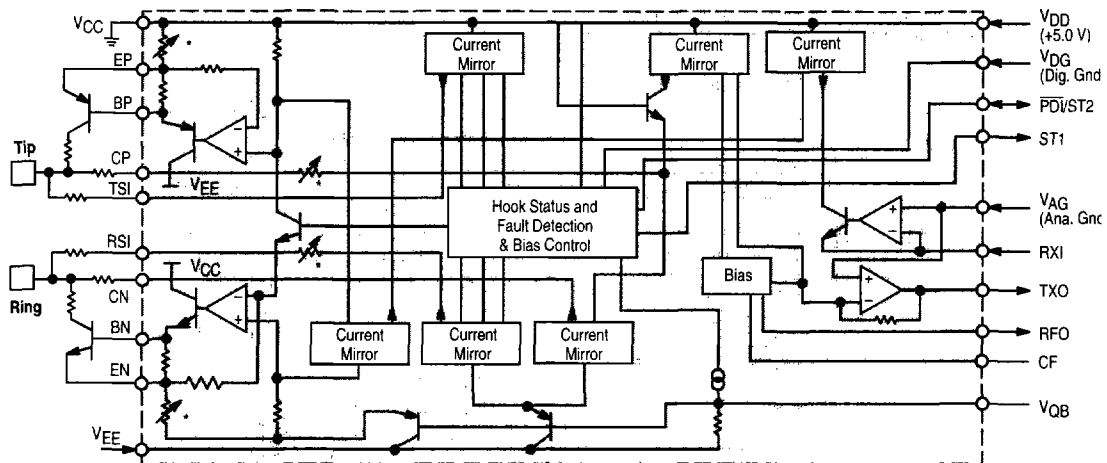 VCC
EP
BP
Tip
CP
TSI
VEE
RSI
VCC
Ring
CN
BN
EN
VEE
*
*
*
*
Current
Mirror
Current
Mirror
Current
Mirror
Hook Status and
Fault Detection
& Bias Control
Bias
Current
Mirror
Current
Mirror
Current
Mirror
VDD
(+5.0 V)
VDG
(Dig. Gnd
PDI/ST2
ST1
VAG
(Ana. Gnd
RXI
TXO
RFO
CF
VQB